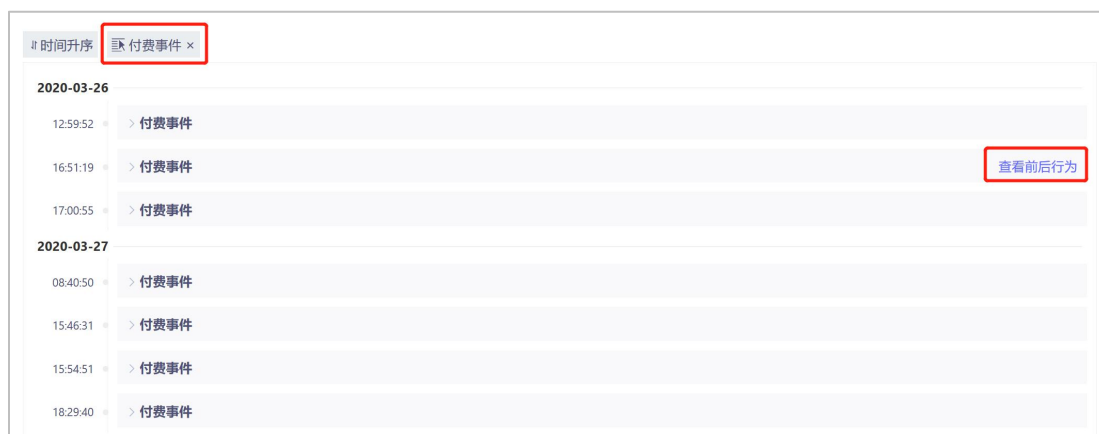 时间升序 付费事件 ×
2020-03-26
12:59:52 付费事件
16:51:19 付费事件 查看前后行为
17:00:55 付费事件
2020-03-27
08:40:50 付费事件
15:46:31 付费事件
15:54:51 付费事件
18:29:40 付费事件